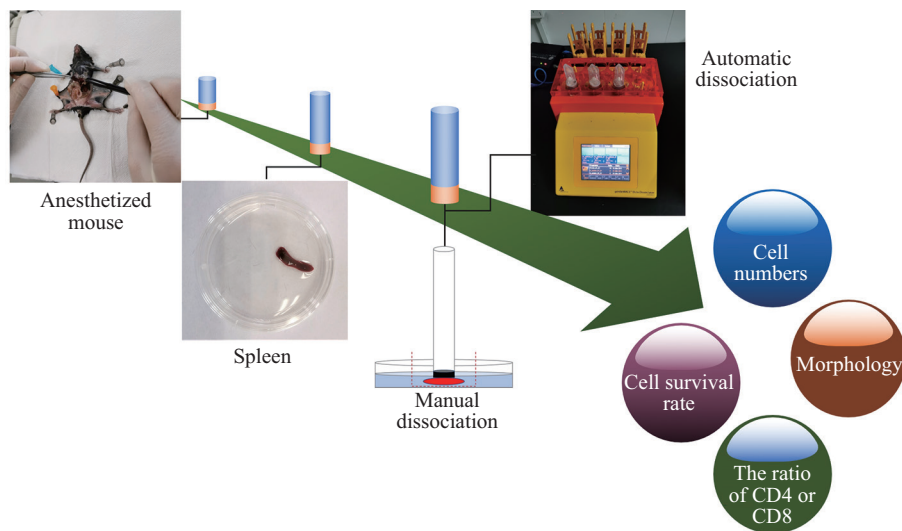 Automatic
dissociation
Anesthetized
mouse
Spleen
Manual
dissociation
Cell
numbers
Morphology
Cell survival
rate
The ratio
of CD4 or
CD8